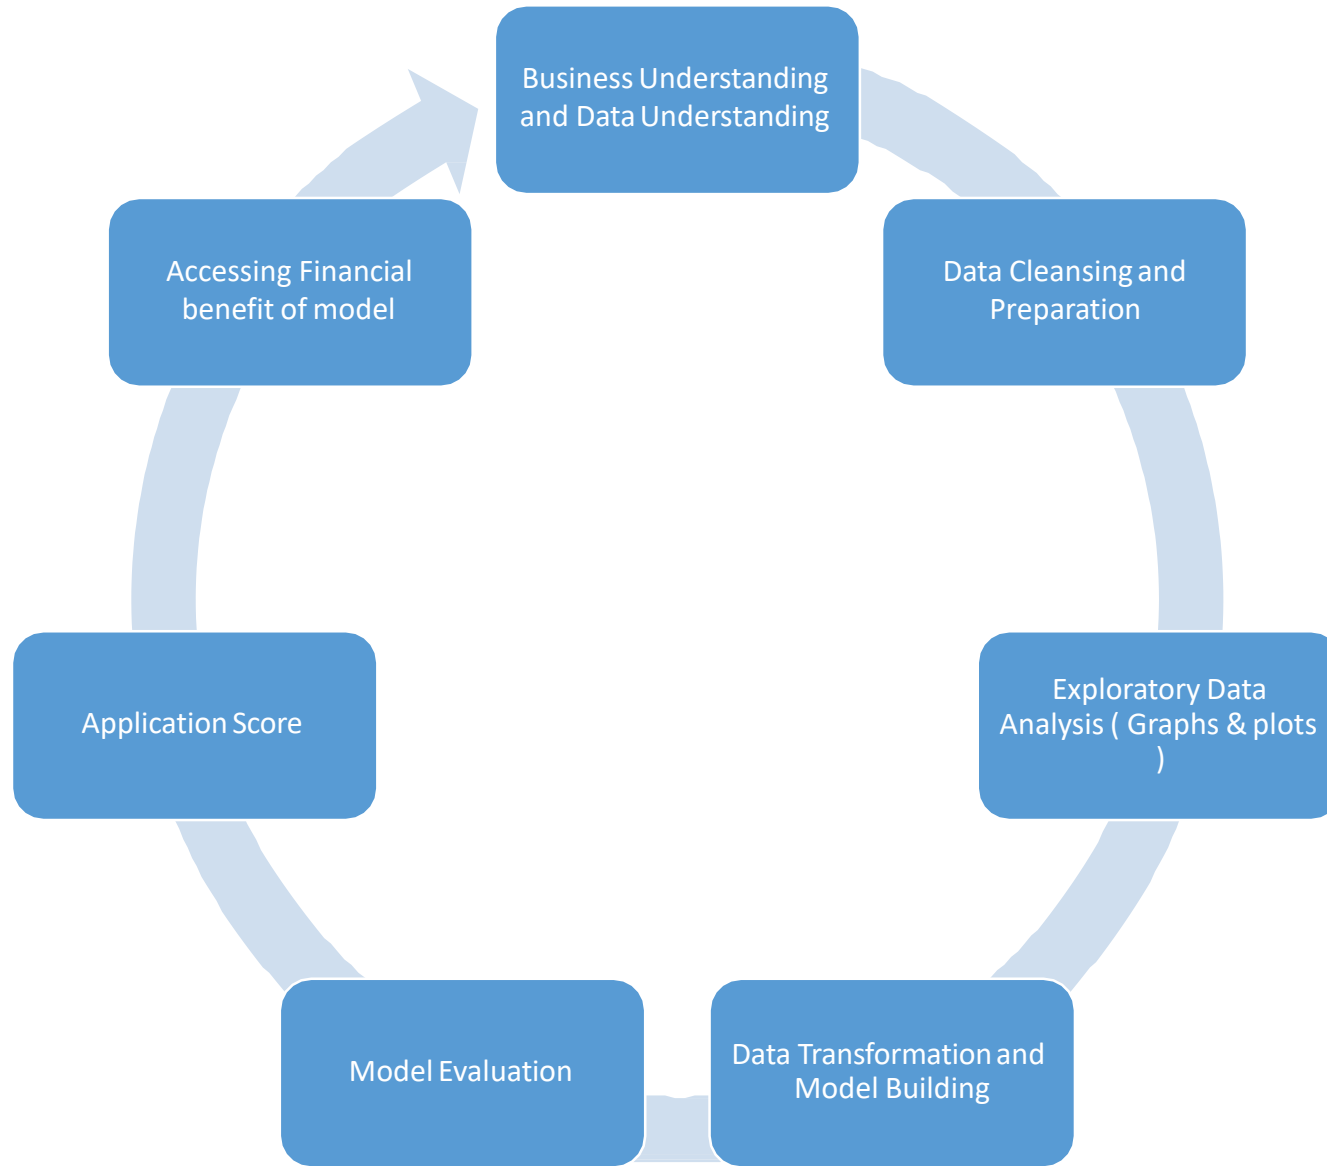 Business Understanding
and Data Understanding
Data Cleansing and
Preparation
Exploratory Data
Analysis ( Graphs & plots
)
Data Transformation and
Model Building
Model Evaluation
Application Score
Accessing Financial
benefit of model